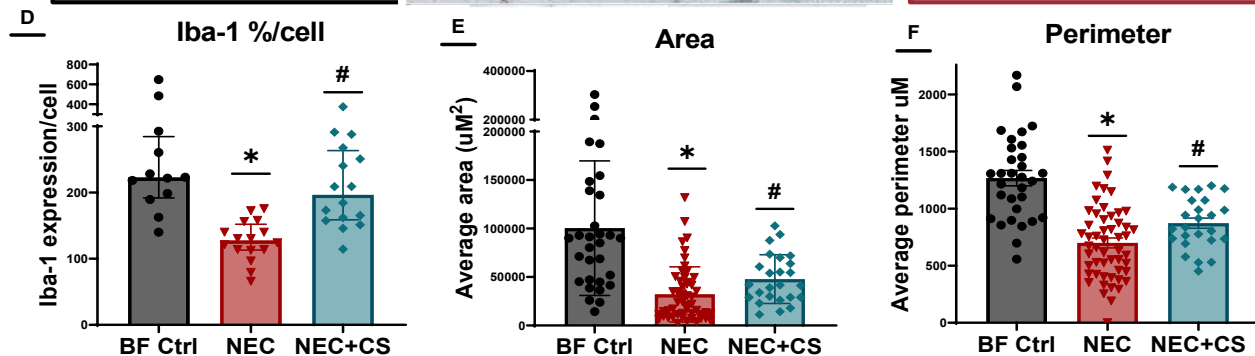 D
Iba-1 %/cell
Iba-1 expression/cell
800
600
400
300
200
100
0
#
*
BF Ctrl NEC NEC+CS
E
Area
Average area (uM²)
400000
200000
200000
150000
100000
50000
0
*
#
BF Ctrl NEC NEC+CS
F
Perimeter
Average perimeter uM
2000
1500
1000
500
0
*
#
BF Ctrl NEC NEC+CS